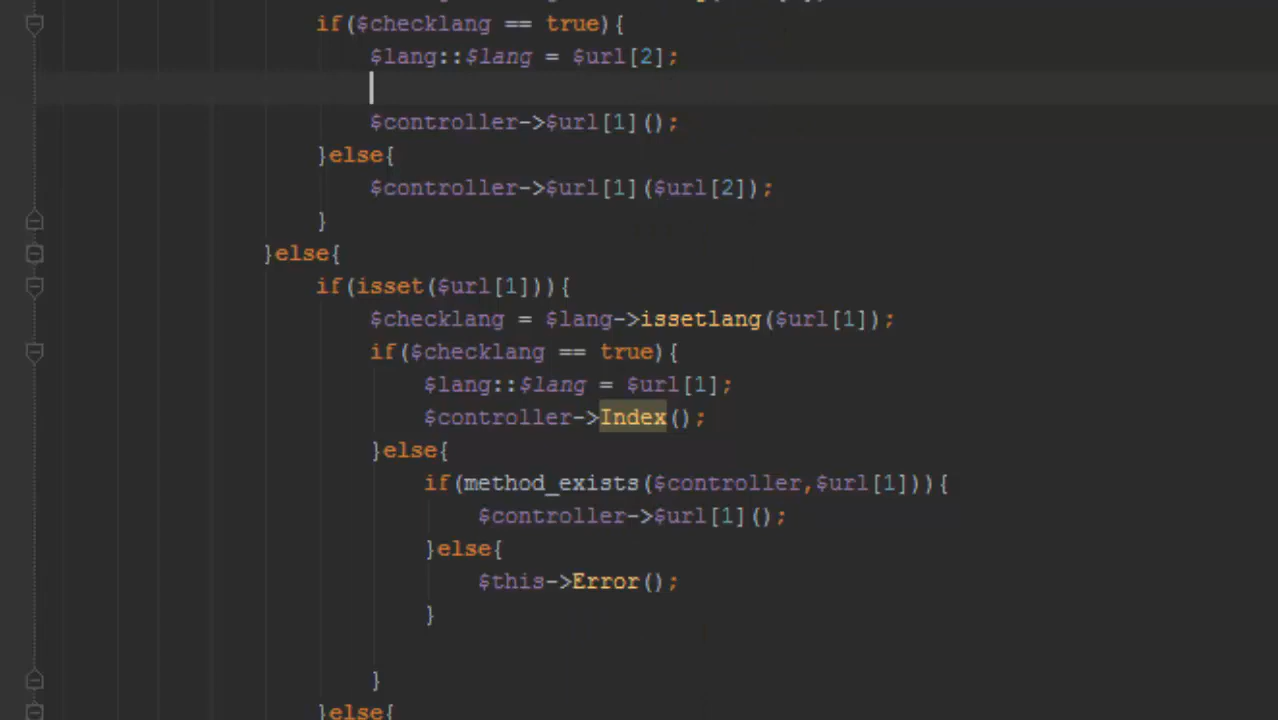 if($checklang == true){
$lang::$lang = $url[2];
$controller->$url[1]();
}else{
$controller->$url[1]($url[2]);
}
}else{
if(isset($url[1])){
$checklang = $lang->issetlang($url[1]);
if($checklang == true){
$lang::$lang = $url[1];
$controller->Index();
}else{
if(method_exists($controller,$url[1])){
$controller->$url[1]();
}else{
$this->Error();
}
}
}else{